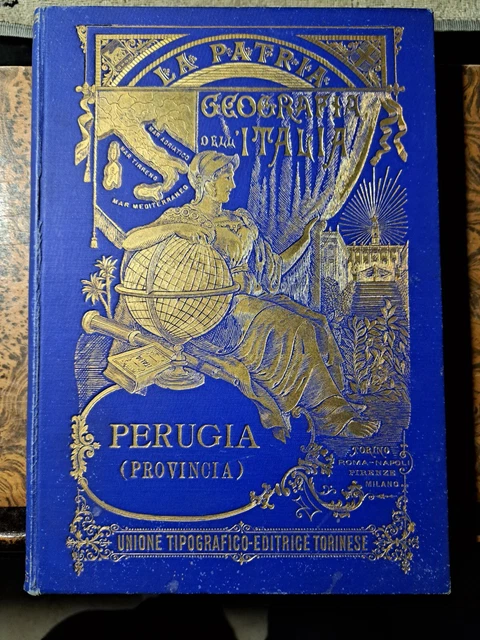 LA PATRIA
GEOGRAFIA
DELL'
ITALIA
MAR ADRIATICO
MAR TIRRENO
MAR MEDITERRANEO
PERUGIA
(PROVINCIA)
TORINO
ROMA-NAPOLI
FIRENZE
MILANO
UNIONE TIPOGRAFICO-EDITRICE TORINESE